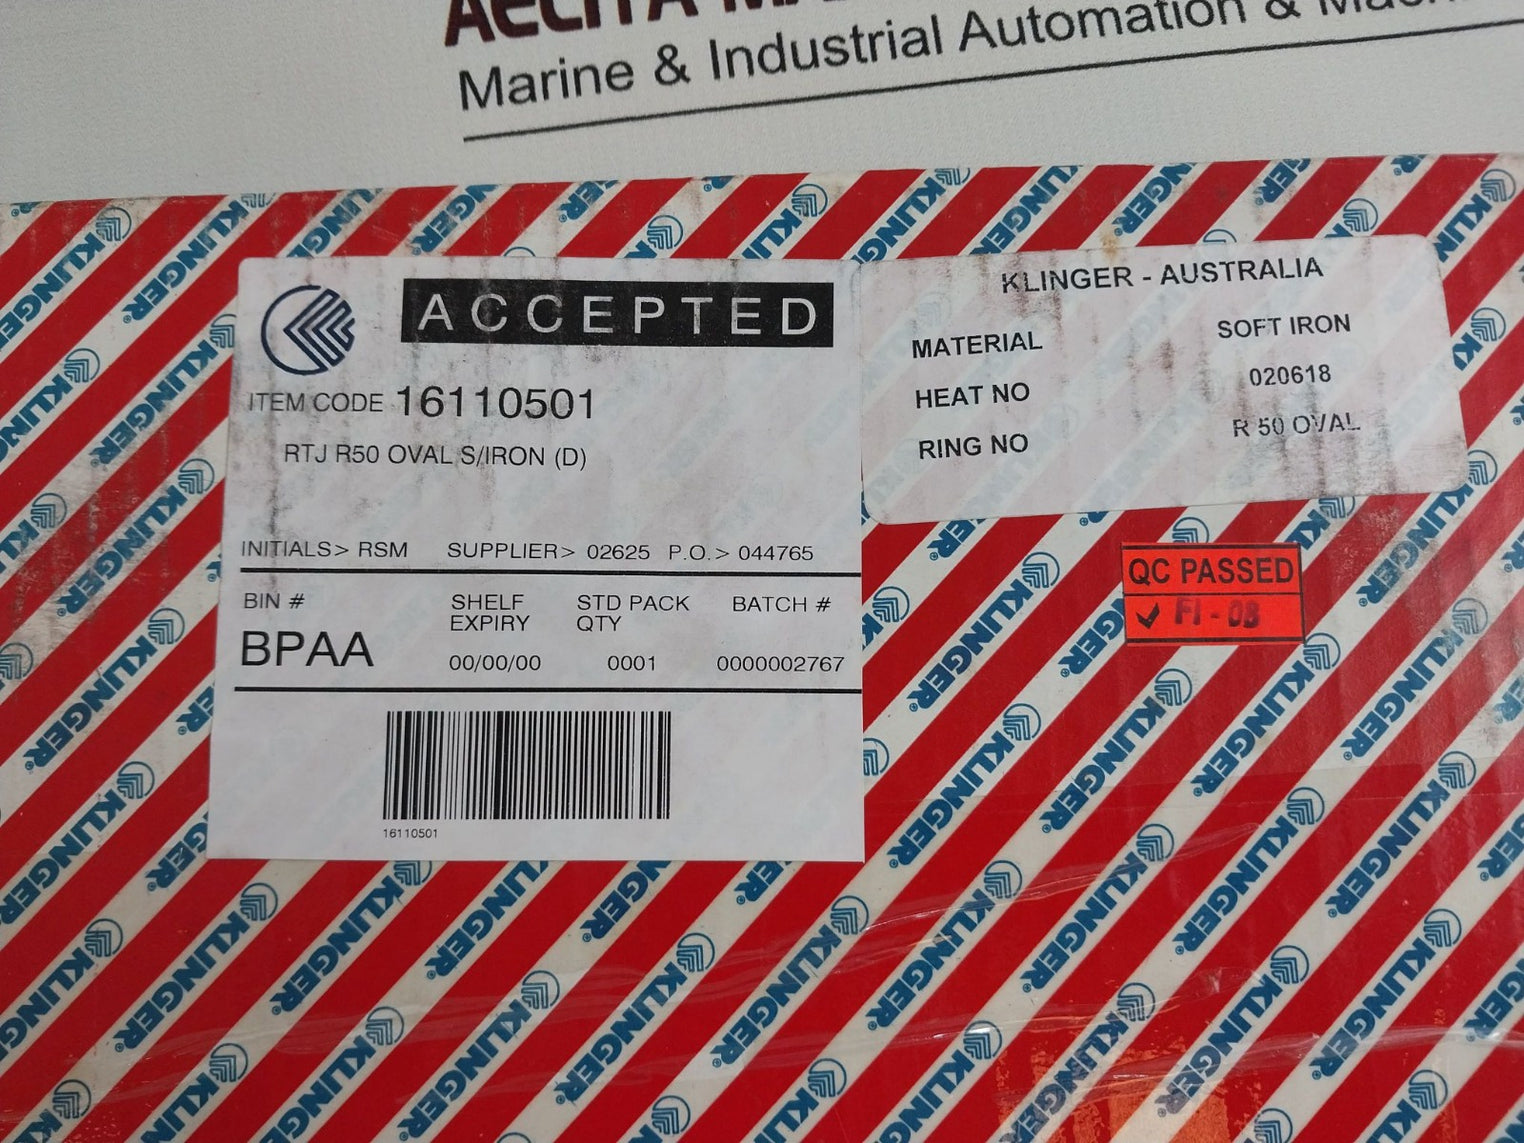 Marine & Industrial Automation &
ACCEPTED
ITEM CODE 16110501
RTJ R50 OVAL S/IRON (D)
INITIALS> RSM SUPPLIER> 02625 P.O.> 044765
BIN # SHELF EXPIRY STD PACK QTY BATCH #
BPAA 00/00/00 0001 0000002767
16110501
KLINGER - AUSTRALIA
MATERIAL SOFT IRON
HEAT NO 020618
RING NO R 50 OVAL
QC PASSED
✓ FI - 08
KLINGER®